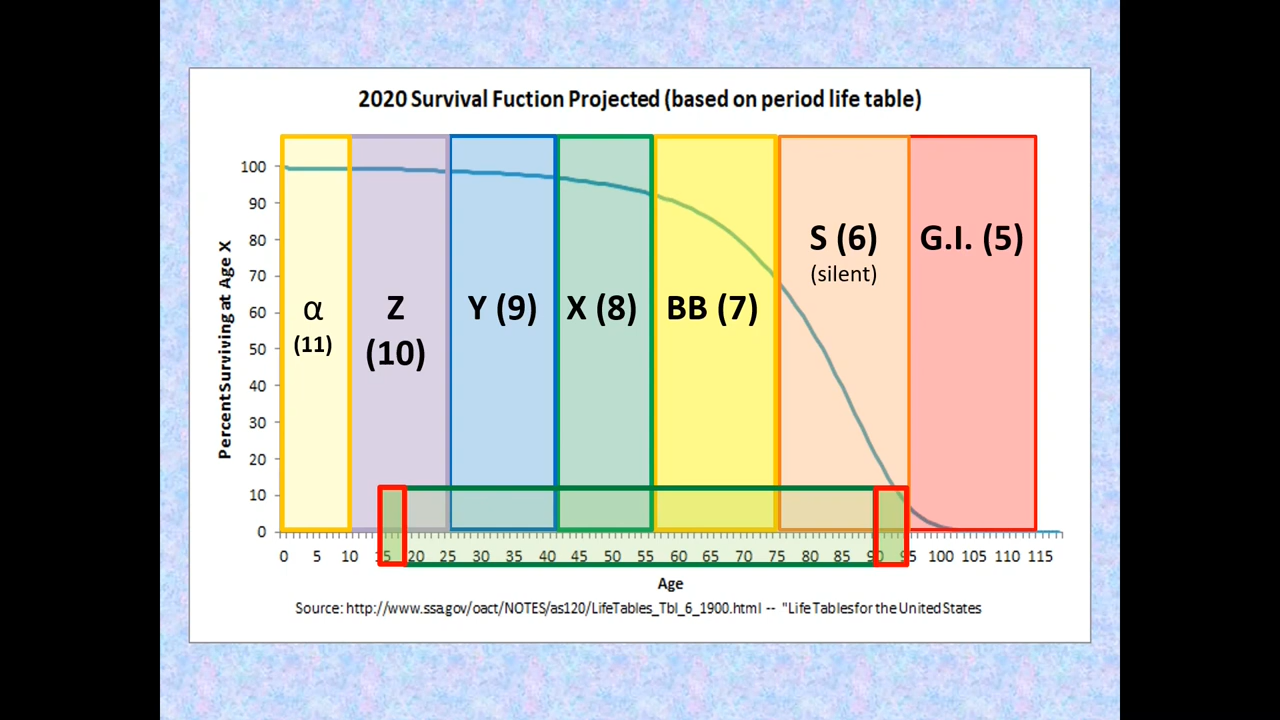 2020 Survival Fuction Projected (based on period life table)
Percent Surviving at Age X
100
90
80
70
60
50
40
30
20
10
0
α
(11)
Z
(10)
Y (9)
X (8)
BB (7)
S (6)
(silent)
G.I. (5)
0 5 10 15 20 25 30 35 40 45 50 55 60 65 70 75 80 85 90 95 100 105 110 115
Age
Source: http://www.ssa.gov/oact/NOTES/as120/LifeTables_Tbl_6_1900.html -- "Life Tables for the United States